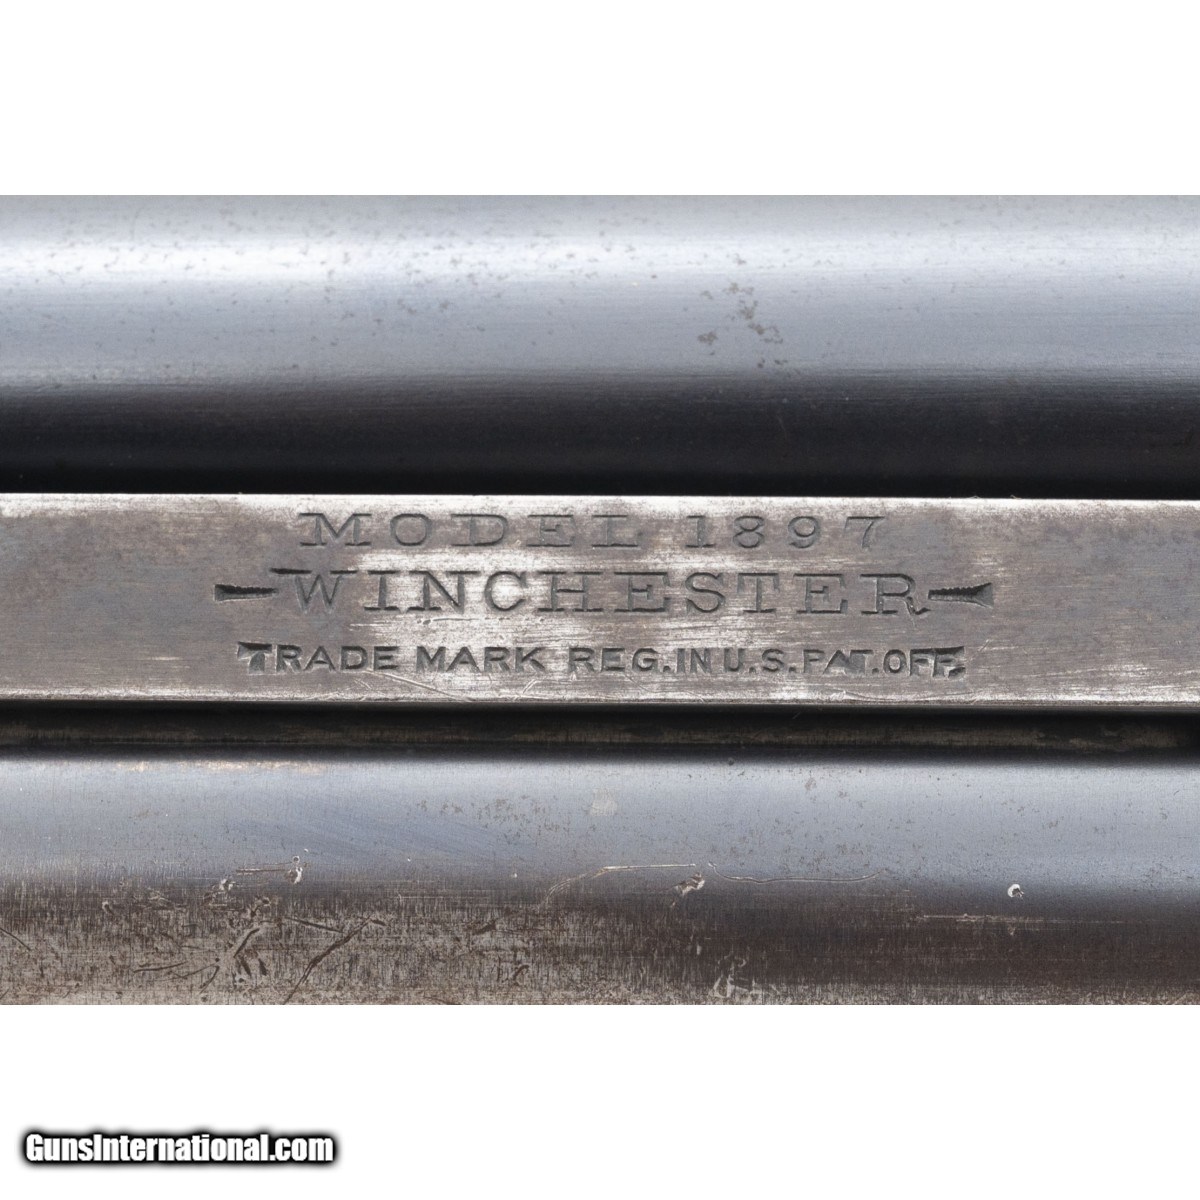 MODEL 1897
WINCHESTER
TRADE MARK REG.IN U.S.PAT.OFF.
GunsInternational.com